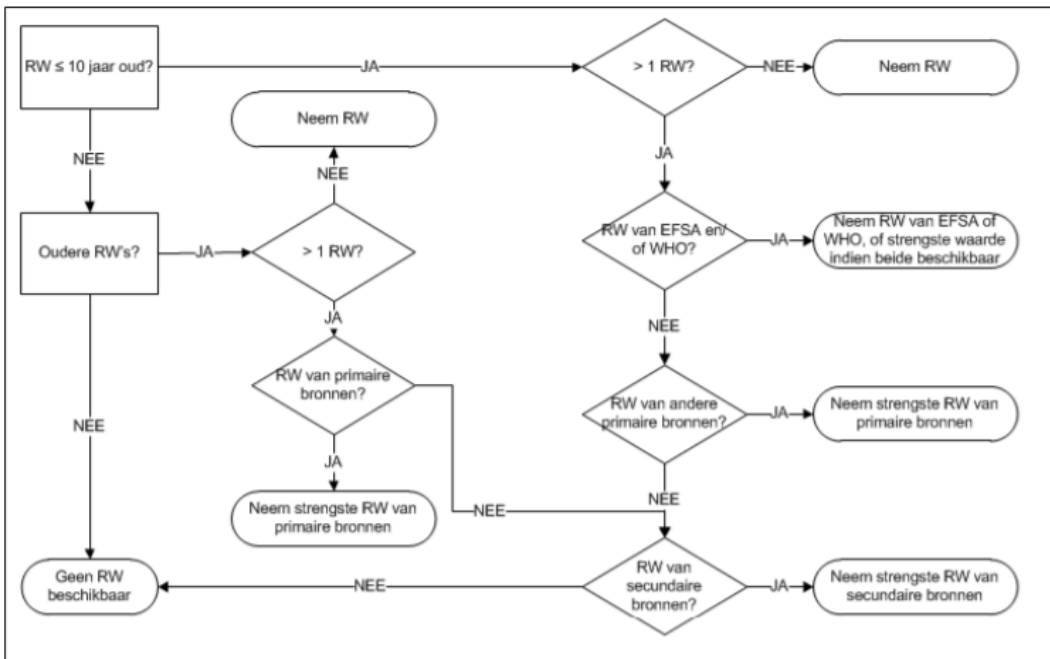 RW ≤ 10 jaar oud?
JA
> 1 RW?
NEE
Neem RW
Neem RW
NEE
JA
NEE
Oudere RW's?
JA
> 1 RW?
RW van EFSA en/
of WHO?
JA
Neem RW van EFSA of
WHO, of strengste waarde
indien beide beschikbaar
JA
NEE
RW van primaire
bronnen?
RW van andere
primaire bronnen?
JA
Neem strengste RW van
primaire bronnen
NEE
JA
NEE
Neem strengste RW van
primaire bronnen
NEE
Geen RW
beschikbaar
NEE
RW van
secundaire
bronnen?
JA
Neem strengste RW van
secundaire bronnen